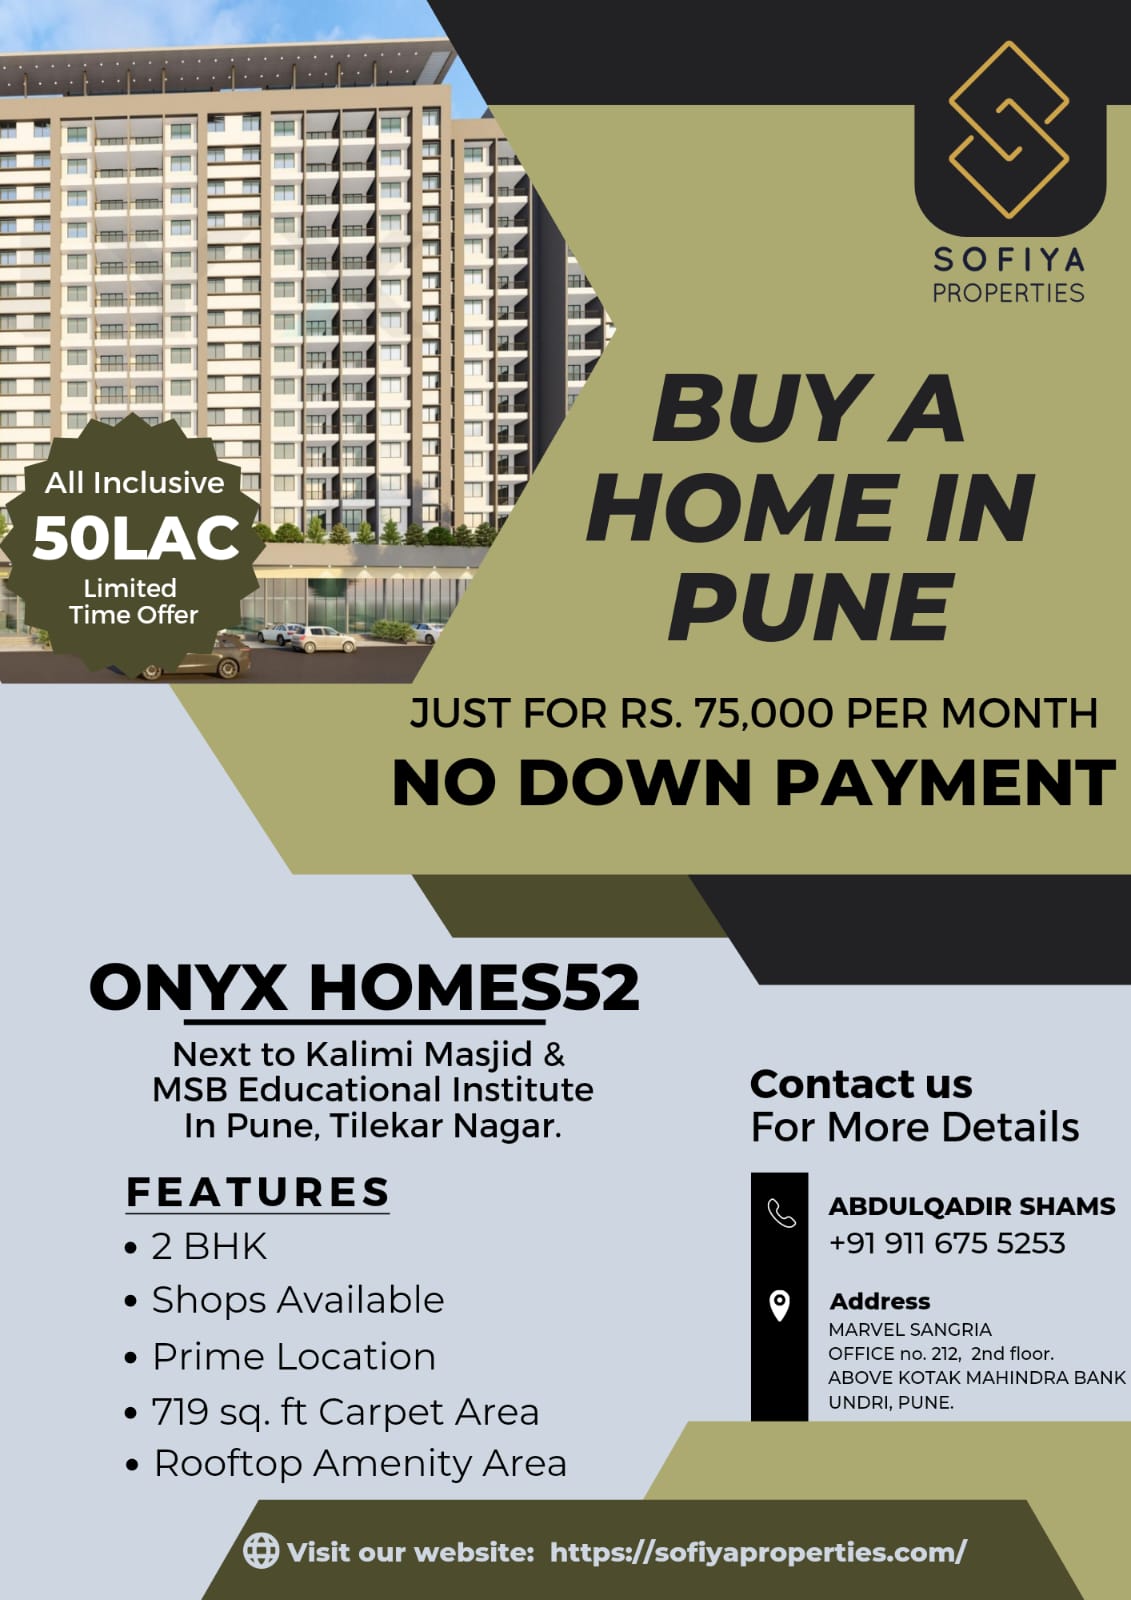 SOFIYA
PROPERTIES
All Inclusive
50LAC
Limited
Time Offer
BUY A
HOME IN
PUNE
JUST FOR RS. 75,000 PER MONTH
NO DOWN PAYMENT
ONYX HOMES52
Next to Kalimi Masjid &
MSB Educational Institute
In Pune, Tilekar Nagar.
FEATURES
• 2 BHK
• Shops Available
• Prime Location
• 719 sq. ft Carpet Area
• Rooftop Amenity Area
Contact us
For More Details
ABDULQADIR SHAMS
+91 911 675 5253
Address
MARVEL SANGRIA
OFFICE no. 212, 2nd floor.
ABOVE KOTAK MAHINDRA BANK
UNDRI, PUNE.
Visit our website: https://sofiyaproperties.com/